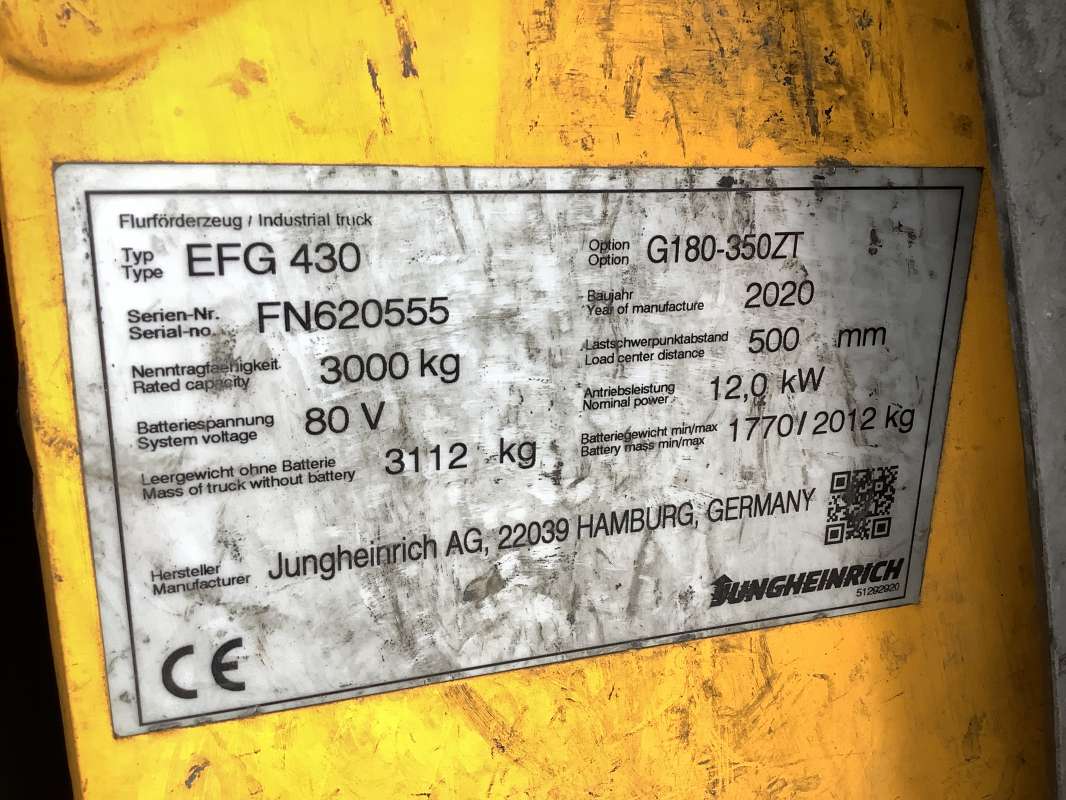 Flurförderzeug / Industrial truck
Typ
Type
EFG 430
Option
Option
G180-350ZT
Serien-Nr.
Serial-no.
FN620555
Baujahr
Year of manufacture
2020
Nenntragfaehigkeit
Rated capacity
3000 kg
Lastschwerpunktabstand
Load center distance
500 mm
Batteriespannung
System voltage
80 V
Antriebsleistung
Nominal power
12,0 kW
Leergewicht ohne Batterie
Mass of truck without battery
3112 kg
Batteriegewicht min/max
Battery mass min/max
1770/2012 kg
Hersteller
Manufacturer
Jungheinrich AG, 22039 HAMBURG, GERMANY
JUNGHEINRICH
51292920
CE